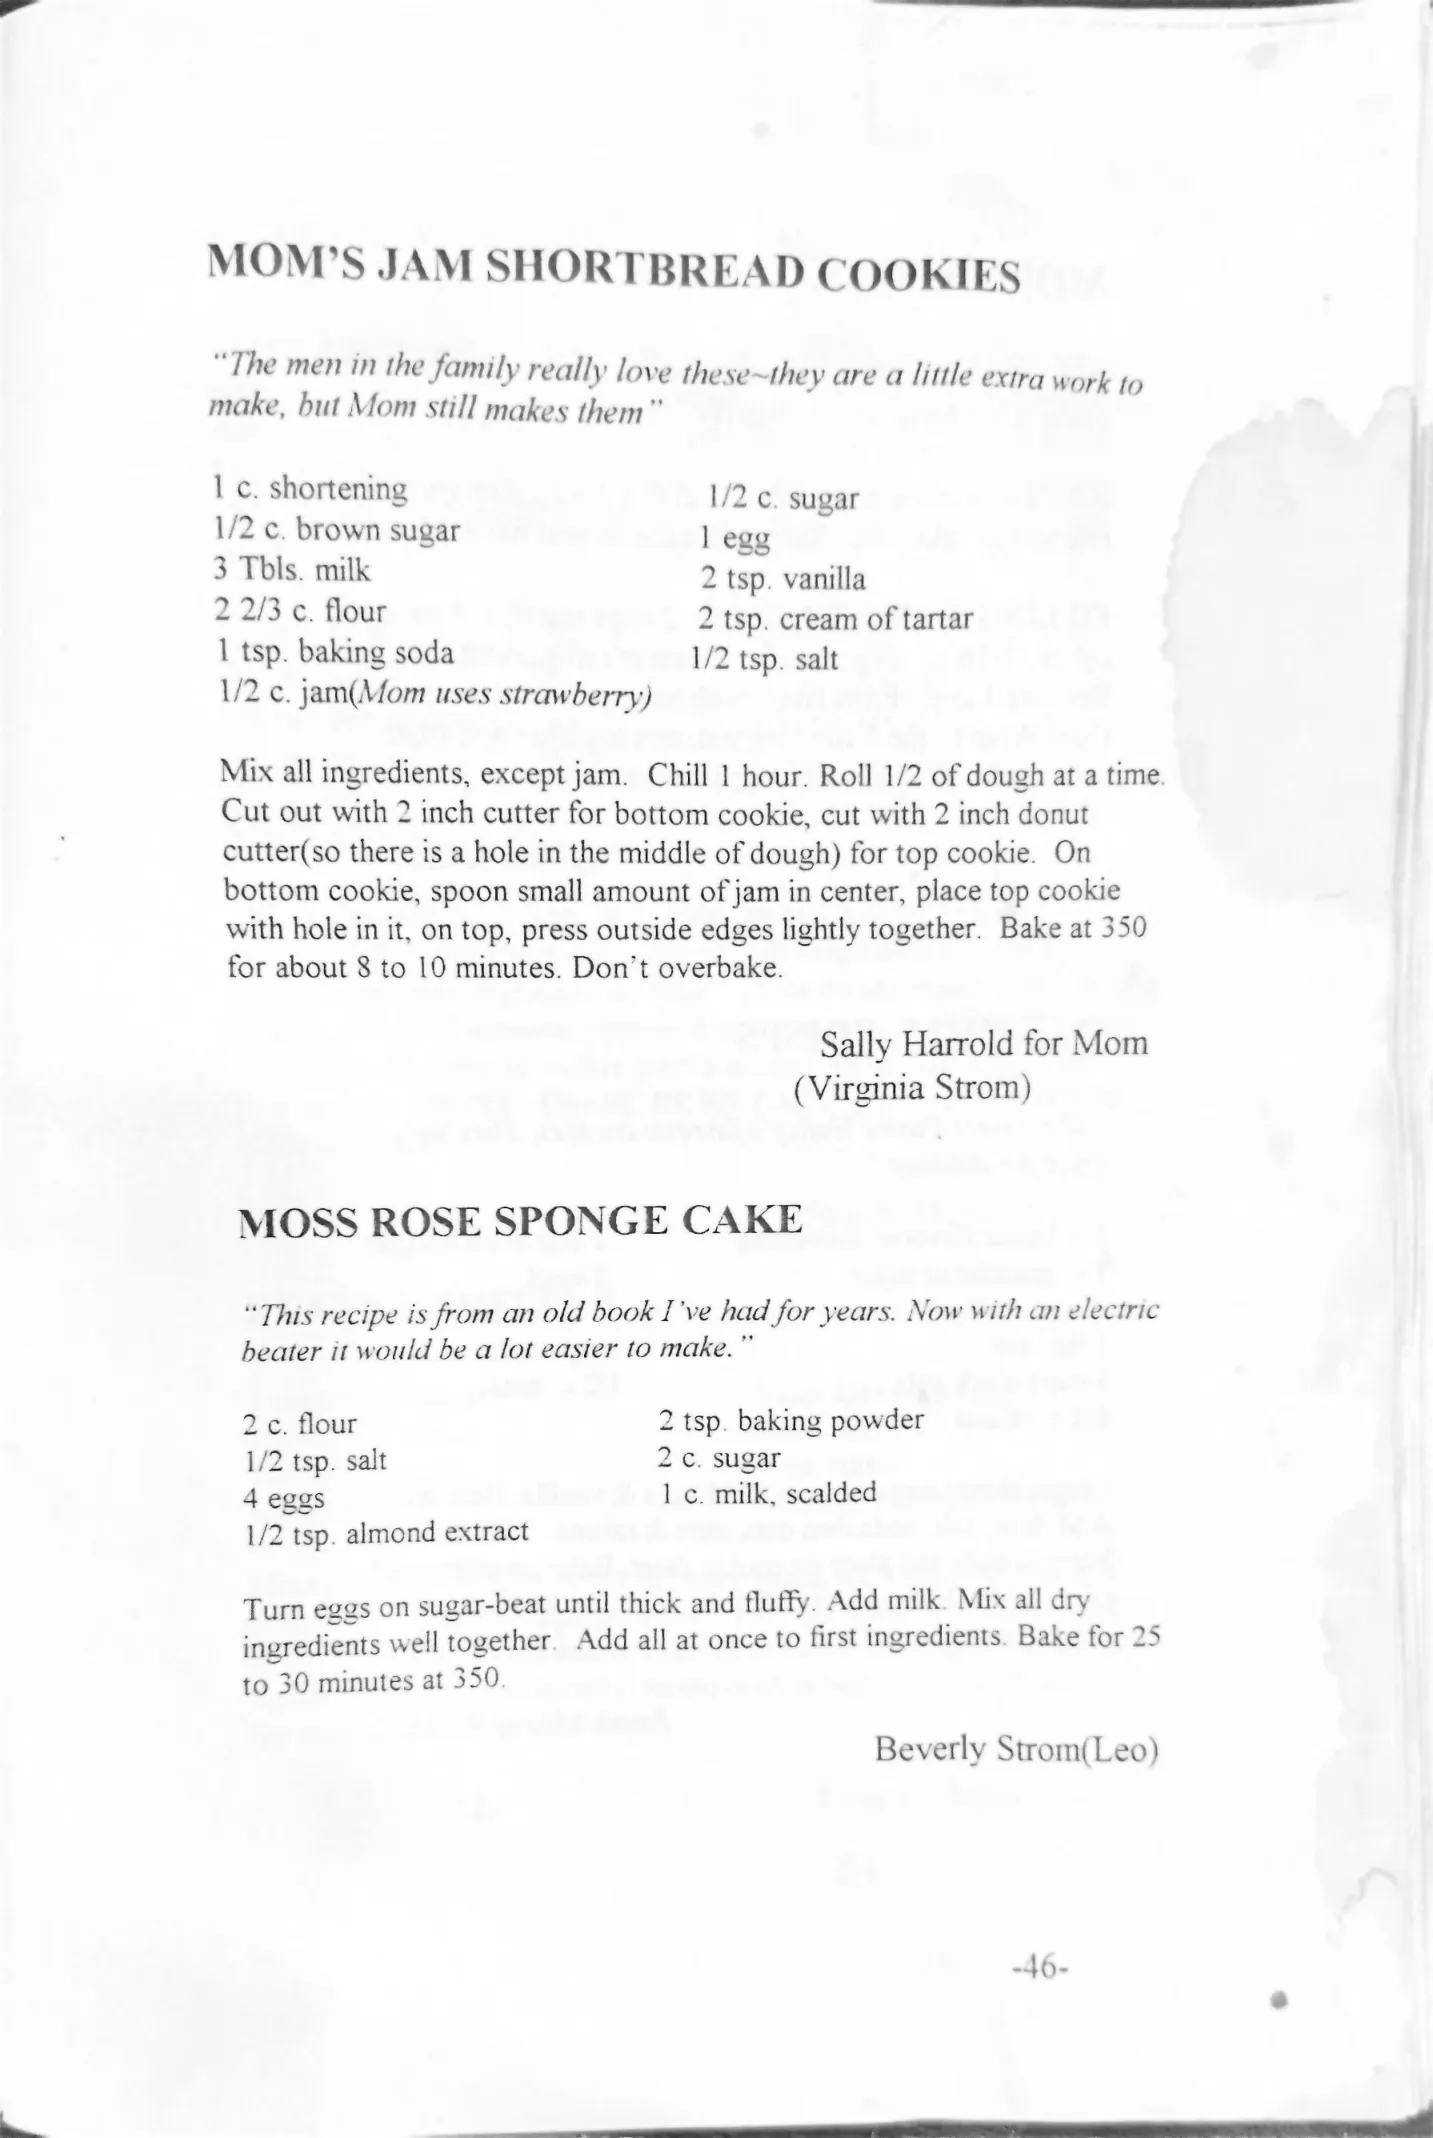 MOM'S JAM SHORTBREAD COOKIES
"The men in the family really love these~they are a little extra work to
make, but Mom still makes them"
1 c. shortening 1/2 c. sugar
1/2 c. brown sugar 1 egg
3 Tbls. milk 2 tsp. vanilla
2 2/3 c. flour 2 tsp. cream of tartar
1 tsp. baking soda 1/2 tsp. salt
1/2 c. jam(Mom uses strawberry)
Mix all ingredients, except jam. Chill 1 hour. Roll 1/2 of dough at a time.
Cut out with 2 inch cutter for bottom cookie, cut with 2 inch donut
cutter(so there is a hole in the middle of dough) for top cookie. On
bottom cookie, spoon small amount of jam in center, place top cookie
with hole in it, on top, press outside edges lightly together. Bake at 350
for about 8 to 10 minutes. Don't overbake.
Sally Harrold for Mom
(Virginia Strom)
MOSS ROSE SPONGE CAKE
"This recipe is from an old book I've had for years. Now with an electric
beater it would be a lot easier to make."
2 c. flour 2 tsp. baking powder
1/2 tsp. salt 2 c. sugar
4 eggs 1 c. milk, scalded
1/2 tsp. almond extract
Turn eggs on sugar-beat until thick and fluffy. Add milk. Mix all dry
ingredients well together. Add all at once to first ingredients. Bake for 25
to 30 minutes at 350.
Beverly Strom(Leo)
-46-